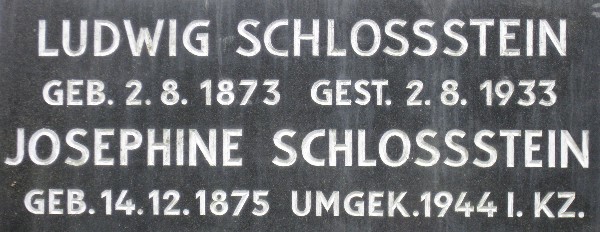 LUDWIG SCHLOSSSTEIN
GEB. 2. 8. 1873 GEST. 2. 8. 1933
JOSEPHINE SCHLOSSSTEIN
GEB. 14. 12. 1875 UMGEK. 1944 I. KZ.